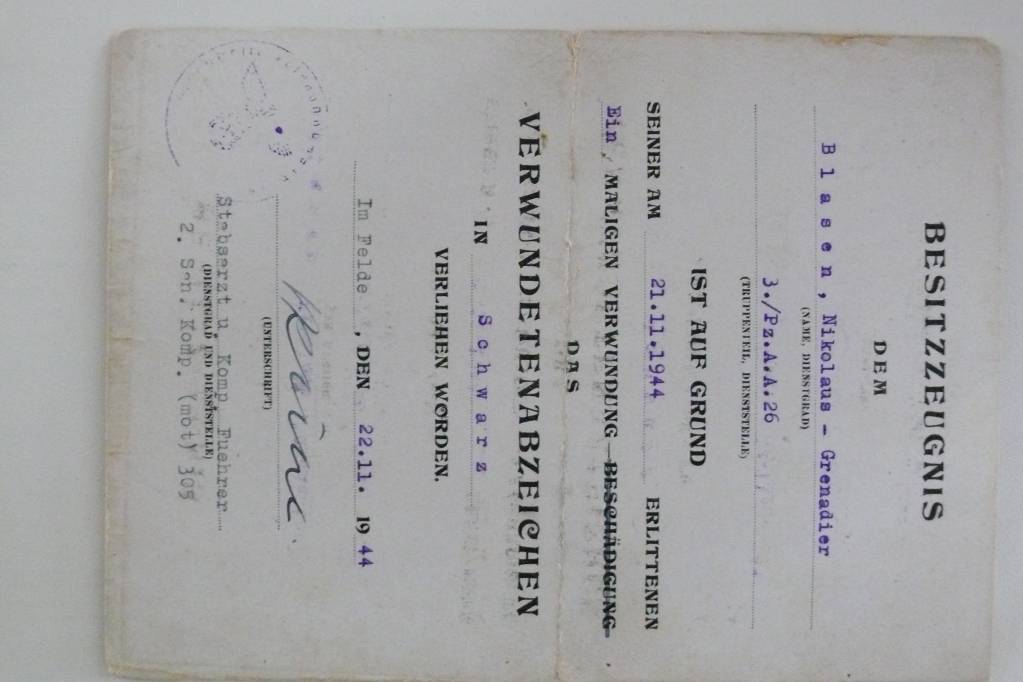 BESITZZEUGNIS
DEM
Blasen, Nikolaus - Grenadier
(NAME, DIENSTGRAD)
3./Pz.A.A.26
(TRUPPENTEIL, DIENSTSTELLE)
IST AUF GRUND
SEINER AM 21.11.1944 ERLITTENEN
Ein MALIGEN VERWUNDUNG - BESCHÄDIGUNG
DAS
VERWUNDETENABZEICHEN
IN Schwarz
VERLIEHEN WORDEN.
Im Felde, DEN 22.11. 1944
(UNTERSCHRIFT)
Stabsarzt u. Komp. Fuehrer
(DIENSTGRAD UND DIENSTSTELLE)
2. San. Komp. (mot) 305